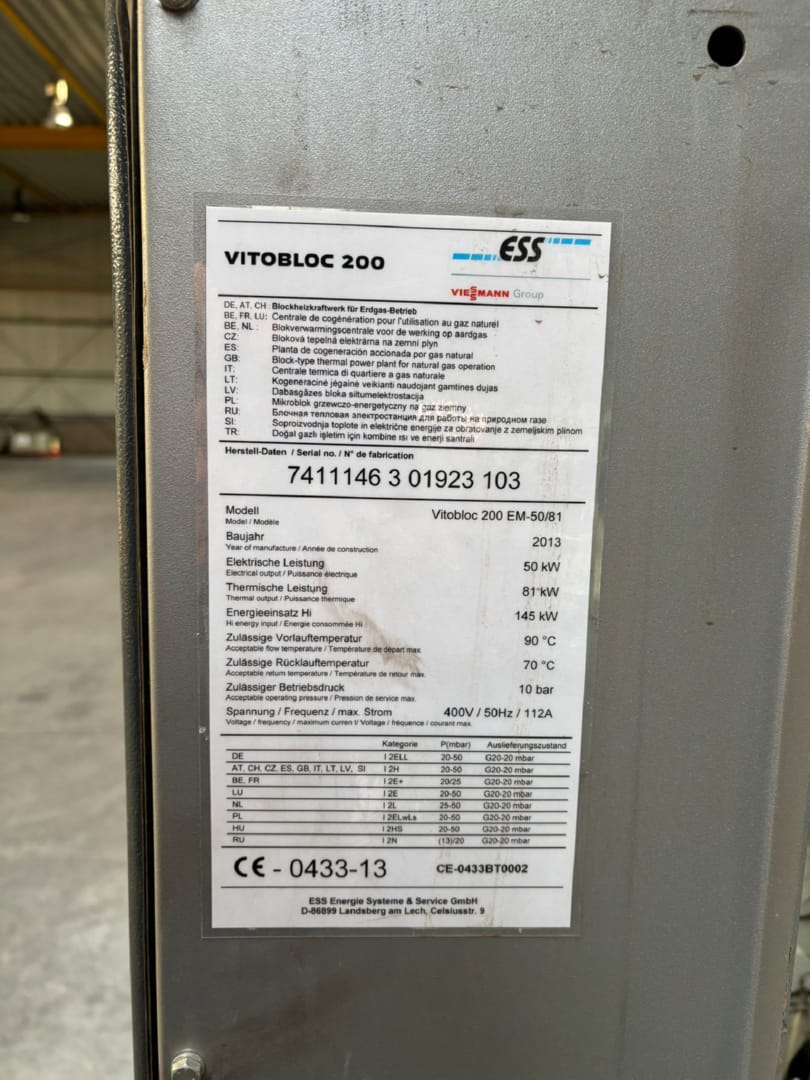 VITOBLOC 200
ESS
VIESSMANN Group
DE, AT, CH : Blockheizkraftwerk für Erdgas-Betrieb
BE, FR, LU: Centrale de cogénération pour l'utilisation au gaz naturel
BE, NL : Blokverwarmingscentrale voor de werking op aardgas
CZ: Bloková tepelná elektrárna na zemní plyn
ES: Planta de cogeneración accionada por gas natural
GB: Block-type thermal power plant for natural gas operation
IT: Centrale termica di quartiere a gas naturale
LT: Kogeneracinė jėgainė veikianti naudojant gamtines dujas
LV: Dabasgāzes bloka siltumelektrostacija
PL: Mikroblok grzewczo-energetyczny na gaz ziemny
RU: Блочная тепловая электростанция для работы на природном газе
SI: Soproizvodnja toplote in električne energije za obratovanje z zemeljskim plinom
TR: Doğal gazlı işletim için kombine ısı ve enerji santrali
Herstell-Daten / Serial no. / N° de fabrication
7411146 3 01923 103
Modell Vitobloc 200 EM-50/81
Model / Modèle
Baujahr 2013
Year of manufacture / Année de construction
Elektrische Leistung 50 kW
Electrical output / Puissance électrique
Thermische Leistung 81 kW
Thermal output / Puissance thermique
Energieeinsatz Hi 145 kW
Hi energy input / Energie consommée Hi
Zulässige Vorlauftemperatur 90 °C
Acceptable flow temperature / Température de départ max.
Zulässige Rücklauftemperatur 70 °C
Acceptable return temperature / Température de retour max.
Zulässiger Betriebsdruck 10 bar
Acceptable operating pressure / Pression de service max.
Spannung / Frequenz / max. Strom 400V / 50Hz / 112A
Voltage / frequency / maximum curren t/ Voltage / fréquence / courant max.
Kategorie P(mbar) Auslieferungszustand
DE I 2ELL 20-50 G20-20 mbar
AT, CH, CZ, ES, GB, IT, LT, LV, SI I 2H 20-50 G20-20 mbar
BE, FR I 2E+ 20/25 G20-20 mbar
LU I 2E 20-50 G20-20 mbar
NL I 2L 25-50 G20-20 mbar
PL I 2ELwLs 20-50 G20-20 mbar
HU I 2HS 20-50 G20-20 mbar
RU I 2N (13)/20 G20-20 mbar
CE - 0433-13 CE-0433BT0002
ESS Energie Systeme & Service GmbH
D-86899 Landsberg am Lech, Celsiusstr. 9